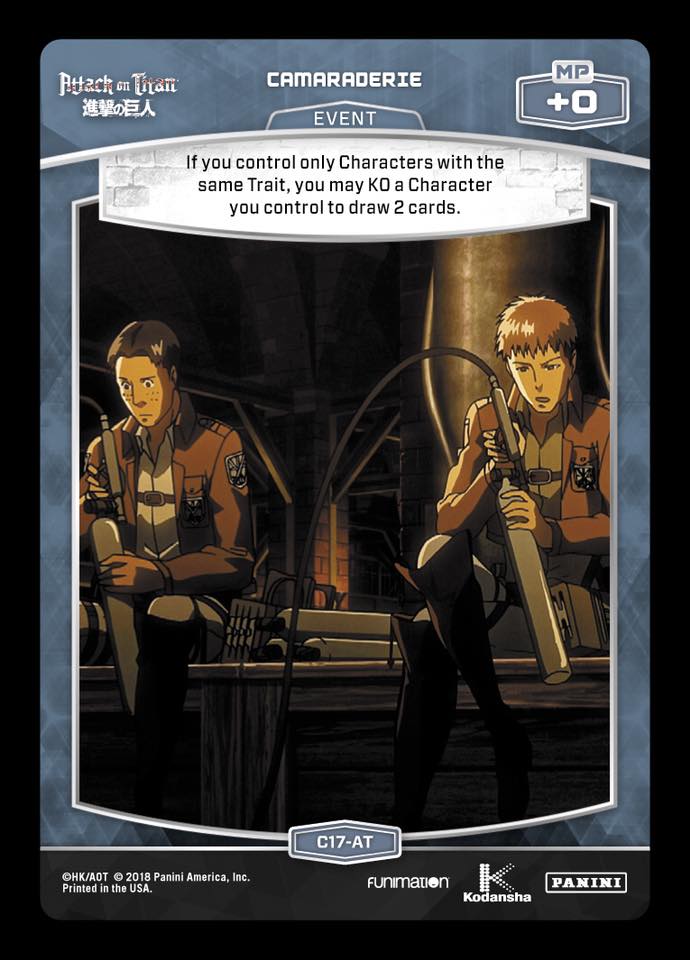 Attack on Titan
進撃の巨人
CAMARADERIE
MP
+0
EVENT
If you control only Characters with the
same Trait, you may KO a Character
you control to draw 2 cards.
C17-AT
©HK/AOT © 2018 Panini America, Inc.
Printed in the USA.
FUNIMATION
Kodansha
PANINI